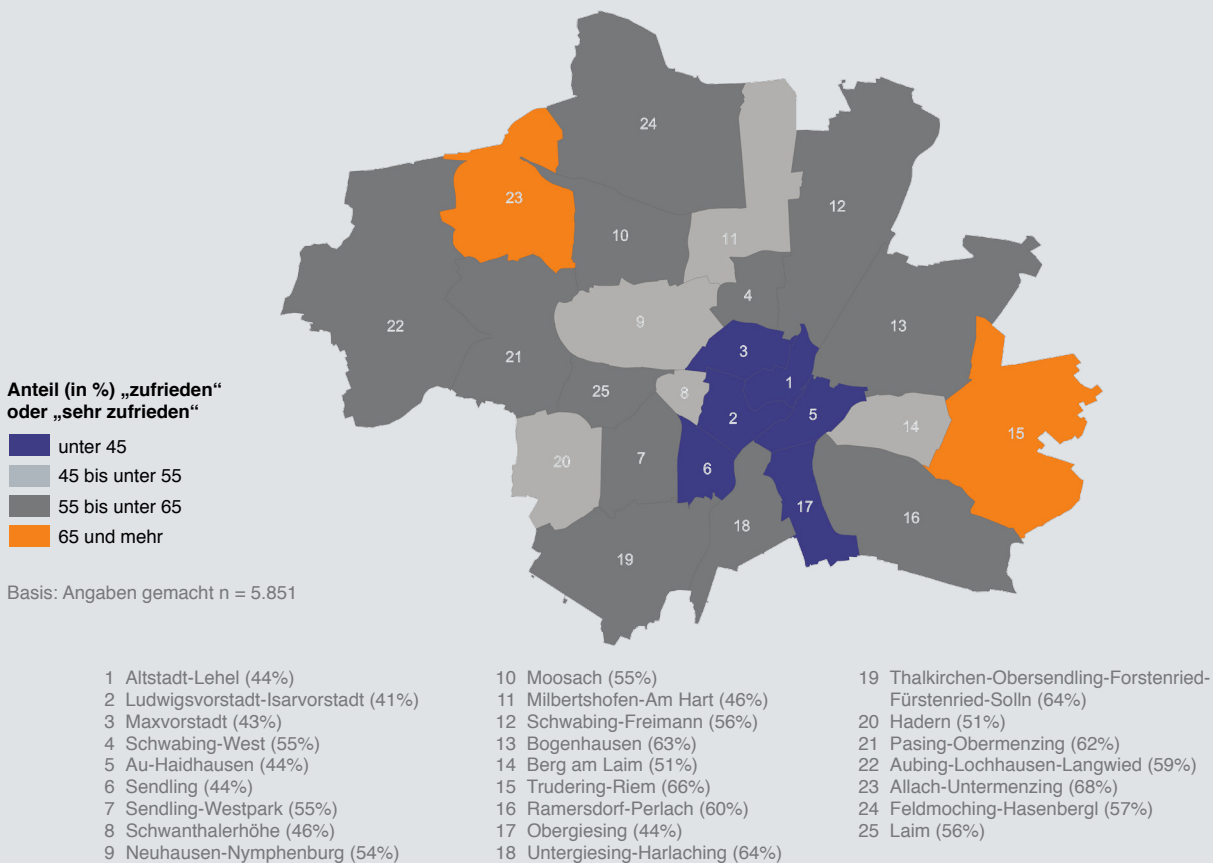 24
12
23
11
10
4
13
9
22
3
21
1
25
8
5
2
14
15
20
7
6
17
16
18
19
Anteil (in %) „zufrieden“
oder „sehr zufrieden“
unter 45
45 bis unter 55
55 bis unter 65
65 und mehr
Basis: Angaben gemacht n = 5.851
1 Altstadt-Lehel (44%)
2 Ludwigsvorstadt-Isarvorstadt (41%)
3 Maxvorstadt (43%)
4 Schwabing-West (55%)
5 Au-Haidhausen (44%)
6 Sendling (44%)
7 Sendling-Westpark (55%)
8 Schwanthalerhöhe (46%)
9 Neuhausen-Nymphenburg (54%)
10 Moosach (55%)
11 Milbertshofen-Am Hart (46%)
12 Schwabing-Freimann (56%)
13 Bogenhausen (63%)
14 Berg am Laim (51%)
15 Trudering-Riem (66%)
16 Ramersdorf-Perlach (60%)
17 Obergiesing (44%)
18 Untergiesing-Harlaching (64%)
19 Thalkirchen-Obersendling-Forstenried-
Fürstenried-Solln (64%)
20 Hadern (51%)
21 Pasing-Obermenzing (62%)
22 Aubing-Lochhausen-Langwied (59%)
23 Allach-Untermenzing (68%)
24 Feldmoching-Hasenbergl (57%)
25 Laim (56%)